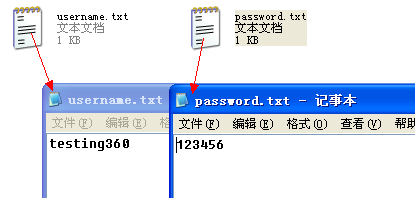 username.txt
文本文档
1 KB
password.txt
文本文档
1 KB
username.txt
文件(F) 编辑(E) 格
testing360
password.txt - 记事本
文件(F) 编辑(E) 格式(O) 查看(V) 帮助
123456